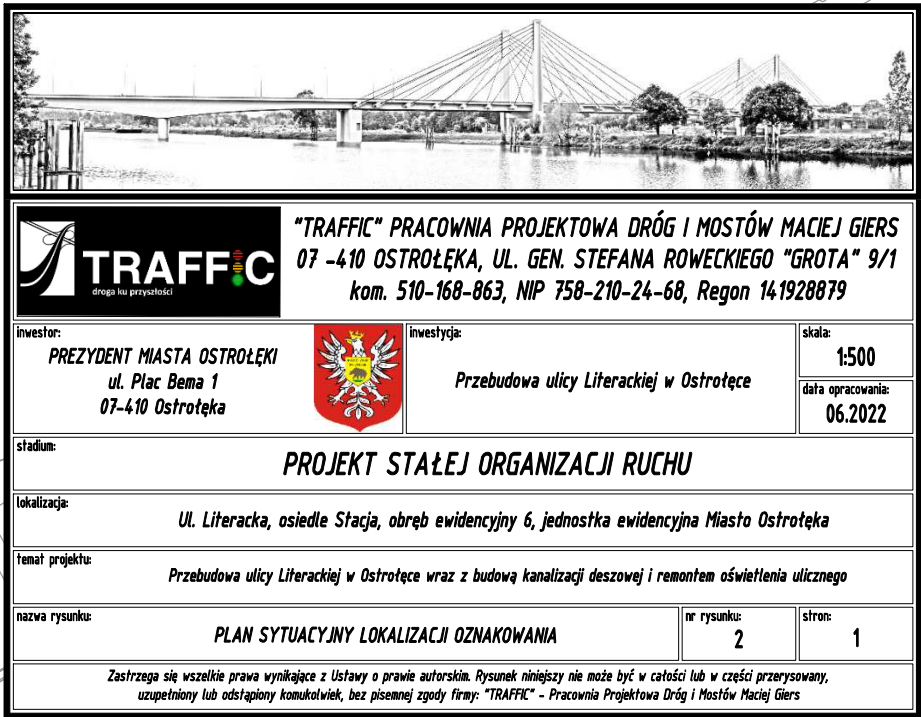 "TRAFFIC" PRACOWNIA PROJEKTOWA DRÓG I MOSTÓW MACIEJ GIERS
07 -410 OSTROŁĘKA, UL. GEN. STEFANA ROWECKIEGO "GROTA" 9/1
kom. 510-168-863, NIP 758-210-24-68, Regon 141928879
TRAFFIC
droga ku przyszłości
inwestor:
PREZYDENT MIASTA OSTROŁĘKI
ul. Plac Bema 1
07-410 Ostrołęka
inwestycja:
Przebudowa ulicy Literackiej w Ostrołęce
skala:
1:500
data opracowania:
06.2022
stadium:
PROJEKT STAŁEJ ORGANIZACJI RUCHU
lokalizacja:
Ul. Literacka, osiedle Stacja, obręb ewidencyjny 6, jednostka ewidencyjna Miasto Ostrołęka
temat projektu:
Przebudowa ulicy Literackiej w Ostrołęce wraz z budową kanalizacji deszowej i remontem oświetlenia ulicznego
nazwa rysunku:
PLAN SYTUACYJNY LOKALIZACJI OZNAKOWANIA
nr rysunku:
2
stron:
1
Zastrzega się wszelkie prawa wynikające z Ustawy o prawie autorskim. Rysunek niniejszy nie może być w całości lub w części przerysowany,
uzupełniony lub odstąpiony komukolwiek, bez pisemnej zgody firmy: "TRAFFIC" - Pracownia Projektowa Dróg i Mostów Maciej Giers